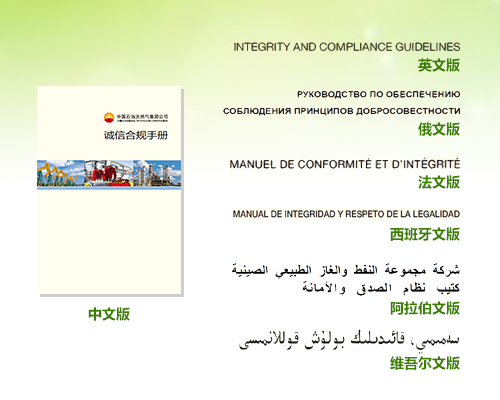 中国石油天然气集团公司
诚信合规手册
中文版
INTEGRITY AND COMPLIANCE GUIDELINES
英文版
РУКОВОДСТВО ПО ОБЕСПЕЧЕНИЮ
СОБЛЮДЕНИЯ ПРИНЦИПОВ ДОБРОСОВЕСТНОСТИ
俄文版
MANUEL DE CONFORMITÉ ET D'INTÉGRITÉ
法文版
MANUAL DE INTEGRIDAD Y RESPETO DE LA LEGALIDAD
西班牙文版
شركة مجموعة النفط والغاز الطبيعي الصينية
كتيب نظام الصدق والأمانة
阿拉伯文版
سەمىمىي، قائىدىلىك بولۇش قوللانمىسى
维吾尔文版